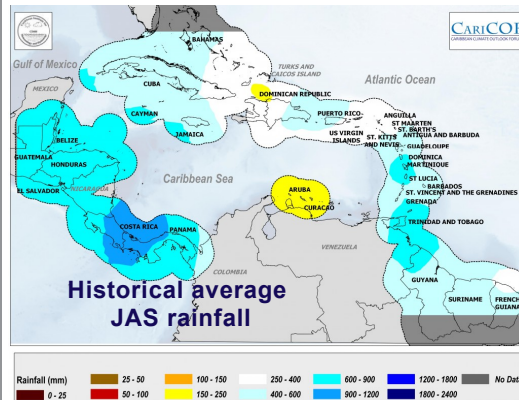 CARICOF
CARIBBEAN CLIMATE OUTLOOK FORUM
BAHAMAS
Gulf of Mexico
TURKS AND
CAICOS ISLAND
Atlantic Ocean
MEXICO
CUBA
DOMINICAN REPUBLIC
CAYMAN
PUERTO RICO
ANGUILLA
ST MAARTEN
ST. BARTH'S
JAMAICA
US VIRGIN
ISLANDS
ST. KITTS
AND NEVIS
ANTIGUA AND BARBUDA
BELIZE
GUADELOUPE
GUATEMALA
HONDURAS
DOMINICA
MARTINIQUE
Caribbean Sea
ST LUCIA
BARBADOS
EL SALVADOR
NICARAGUA
ARUBA
CURACAO
ST. VINCENT AND THE GRENADINES
GRENADA
COSTA RICA
PANAMA
TRINIDAD AND TOBAGO
VENEZUELA
COLOMBIA
GUYANA
SURINAME
FRENCH
GUIANA
Historical average
JAS rainfall
Rainfall (mm)
25 - 50
100 - 150
250 - 400
600 - 900
1200 - 1800
No Data
0 - 25
50 - 100
150 - 250
400 - 600
900 - 1200
1800 - 2400